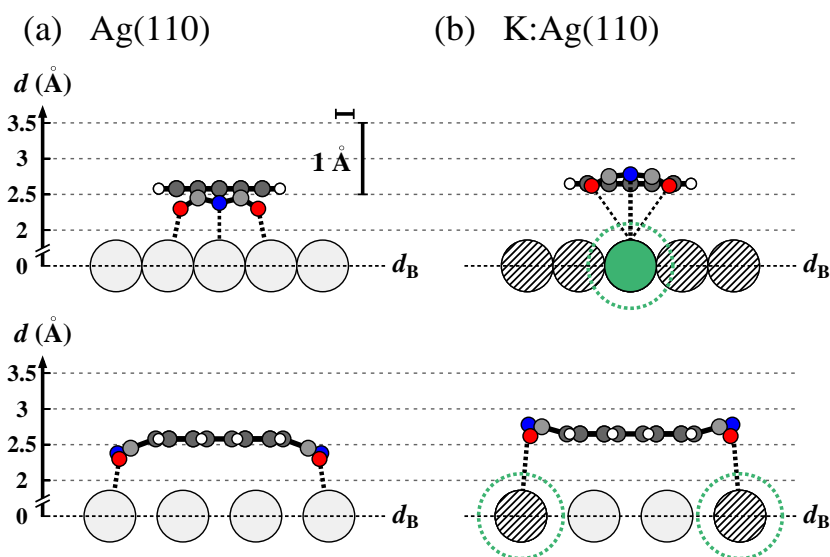 (a) Ag(110)
(b) K:Ag(110)
d (Å)
3.5
3
2.5
2
0
1 Å
d_B
d_B
d (Å)
3.5
3
2.5
2
0
d_B
d_B